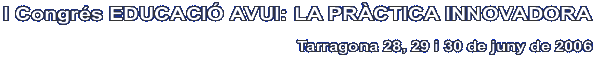 I Congrés EDUCACIÓ AVUI: LA PRÀCTICA INNOVADORA
Tarragona 28, 29 i 30 de juny de 2006